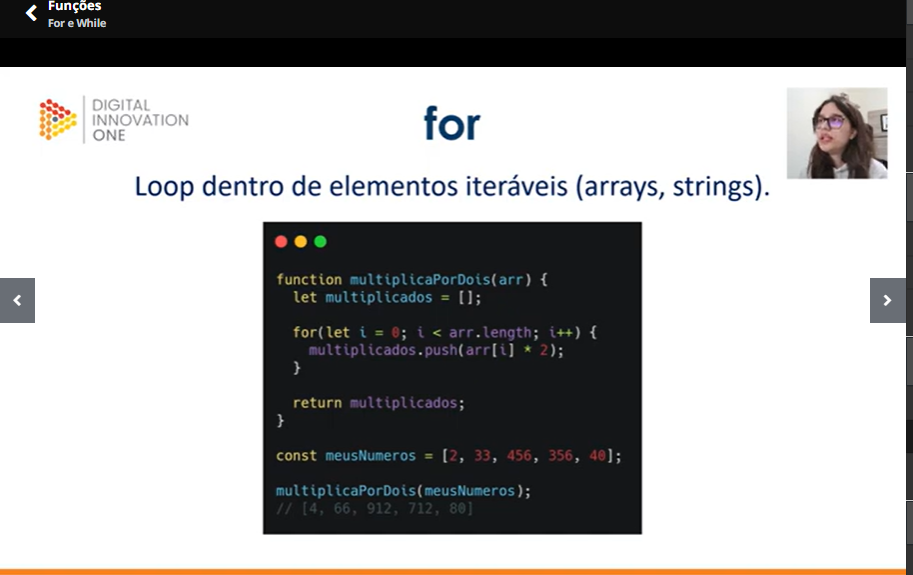 Funções
For e While
DIGITAL
INNOVATION
ONE
for
Loop dentro de elementos iteráveis (arrays, strings).
function multiplicaPorDois(arr) {
let multiplicados = [];
for(let i = 0; i < arr.length; i++) {
multiplicados.push(arr[i] * 2);
}
return multiplicados;
}
const meusNumeros = [2, 33, 456, 356, 40];
multiplicaPorDois(meusNumeros);
// [4, 66, 912, 712, 80]